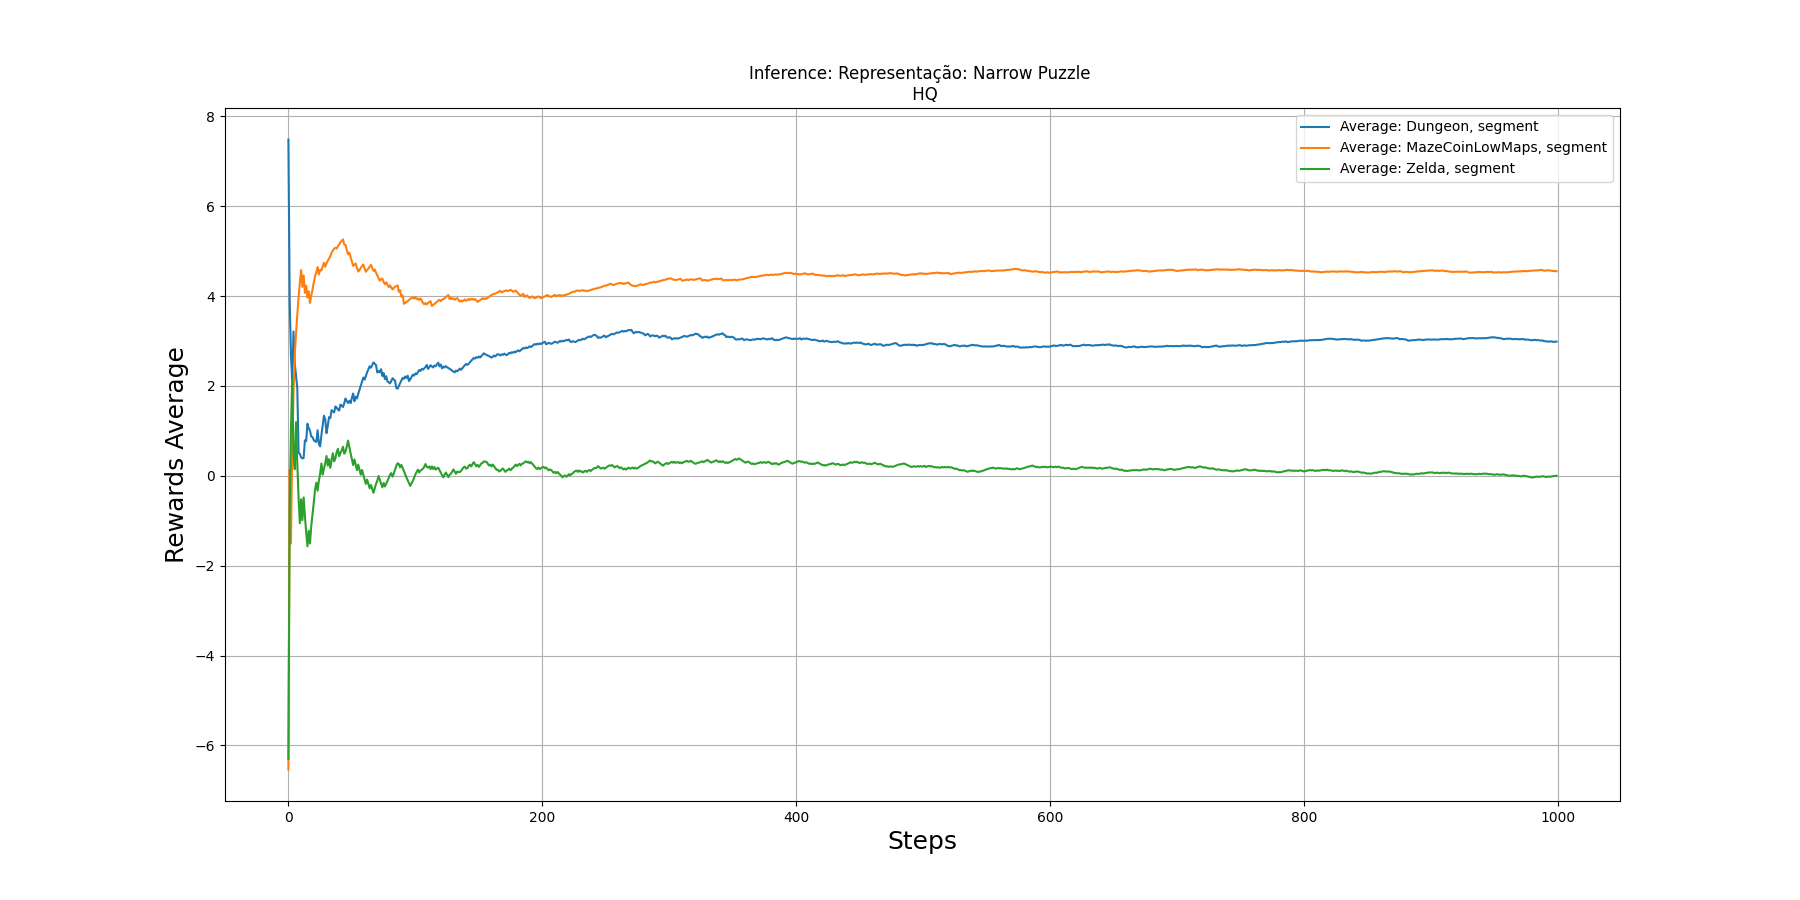 Inference: Representação: Narrow Puzzle
HQ
Average: Dungeon, segment
Average: MazeCoinLowMaps, segment
Average: Zelda, segment
Rewards Average
8
6
4
2
0
−2
−4
−6
0 200 400 600 800 1000
Steps